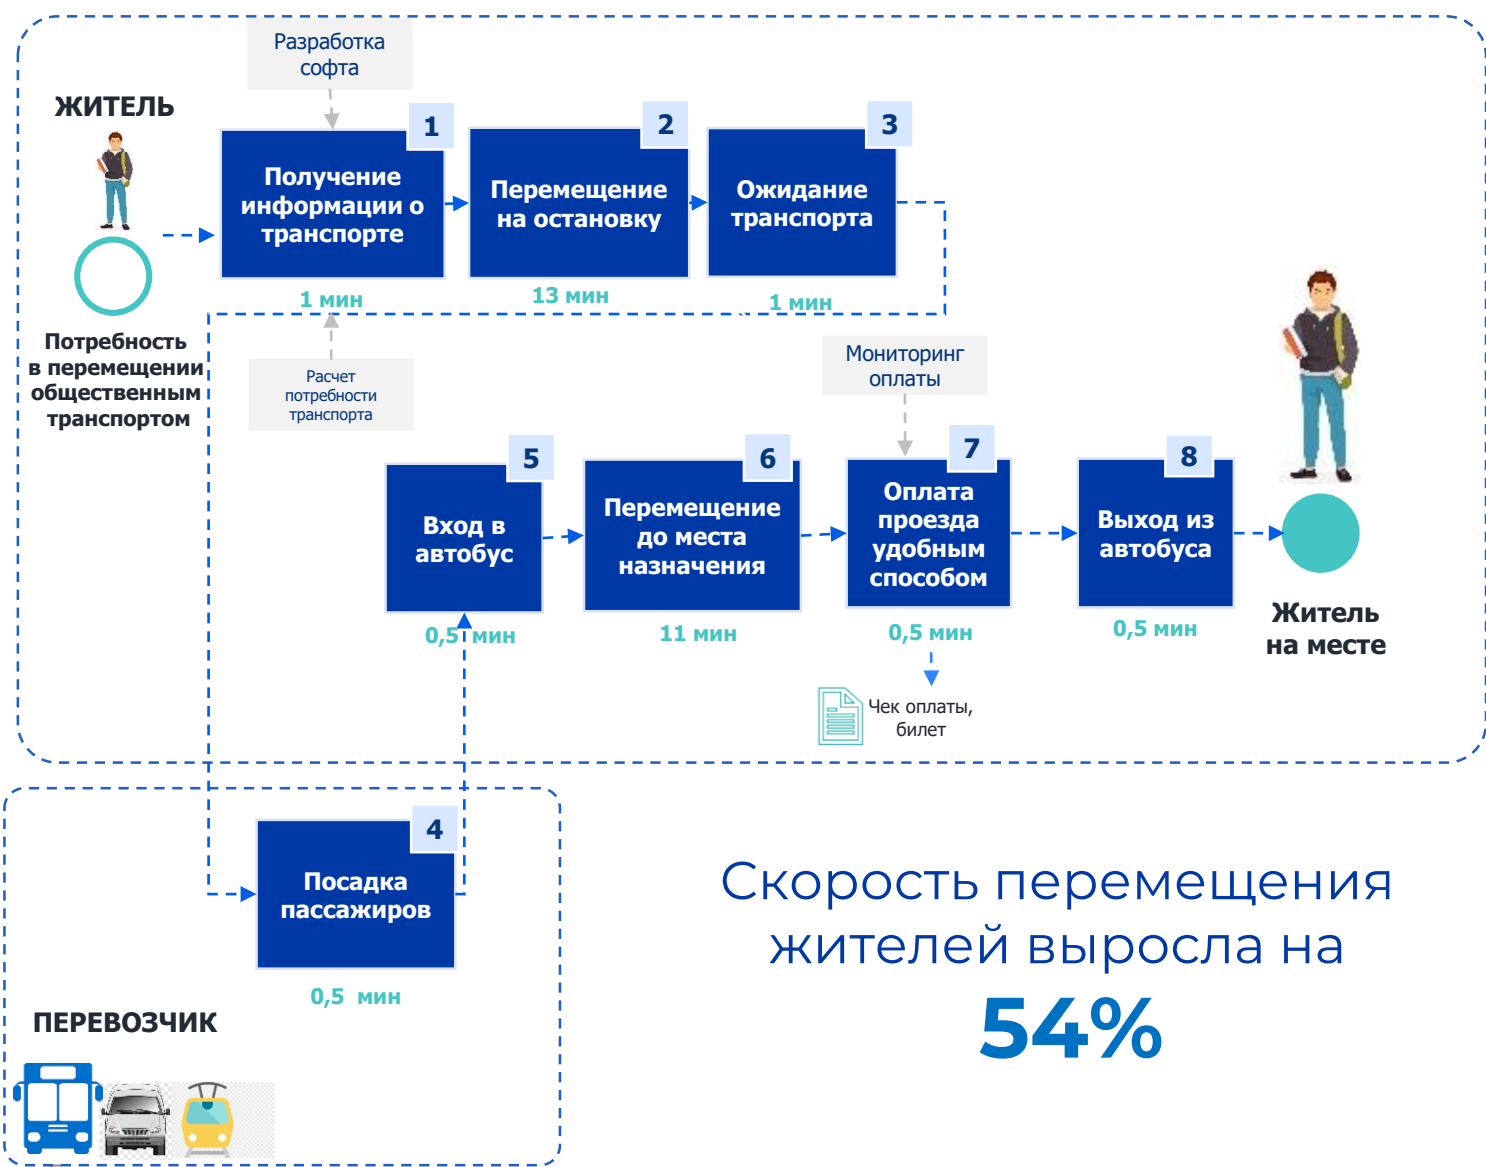 Разработка
софта
ЖИТЕЛЬ
1
Получение
информации о
транспорте
1 мин
2
Перемещение
на остановку
13 мин
3
Ожидание
транспорта
1 мин
Потребность
в перемещении
общественным
транспортом
Расчет
потребности
транспорта
Мониторинг
оплаты
5
Вход в
автобус
0,5 мин
6
Перемещение
до места
назначения
11 мин
7
Оплата
проезда
удобным
способом
0,5 мин
8
Выход из
автобуса
0,5 мин
Житель
на месте
Чек оплаты,
билет
4
Посадка
пассажиров
0,5 мин
ПЕРЕВОЗЧИК
Скорость перемещения
жителей выросла на
54%